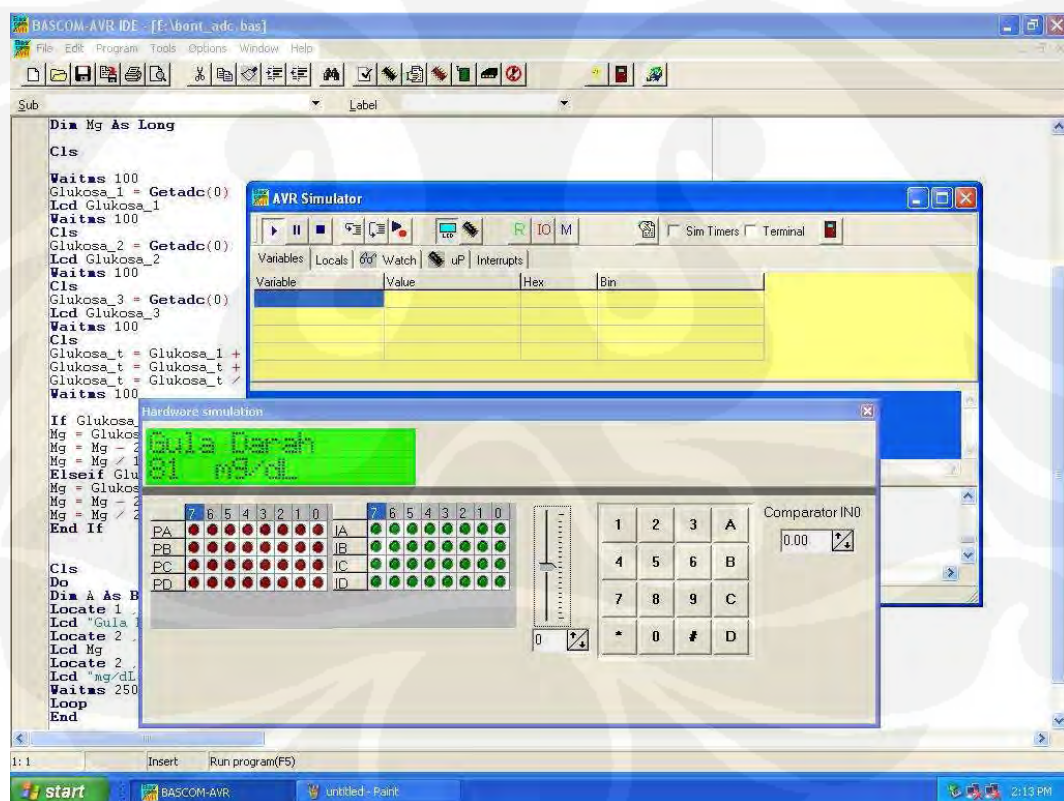 BASCOM-AVR IDE - [f:\bont_adc.bas]
File Edit Program Tools Options Window Help
Sub Label
Dim Mg As Long
Cls
Waitms 100
Glukosa_1 = Getadc(0)
Lcd Glukosa_1
Waitms 100
Cls
Glukosa_2 = Getadc(0)
Lcd Glukosa_2
Waitms 100
Cls
Glukosa_3 = Getadc(0)
Lcd Glukosa_3
Waitms 100
Cls
Glukosa_t = Glukosa_1 +
Glukosa_t = Glukosa_t +
Glukosa_t = Glukosa_t /
Waitms 100
If Glukosa_
Mg = Glukos
Mg = Mg - 2
Mg = Mg / 1
Elseif Glu
Mg = Glukos
Mg = Mg - 2
Mg = Mg / 2
End If
Cls
Do
Dim A As B
Locate 1 ,
Lcd "Gula
Locate 2 ,
Lcd Mg
Locate 2 ,
Lcd "mg/dL
Waitms 250
Loop
End
AVR Simulator
LCD R IO M Sim Timers Terminal
Variables Locals Watch uP Interrupts
Variable Value Hex Bin
Hardware simulation
Gula Darah
81 mg/dL
7 6 5 4 3 2 1 0 7 6 5 4 3 2 1 0
PA IA
PB IB
PC IC
PD ID
0
1 2 3 A
4 5 6 B
7 8 9 C
* 0 # D
Comparator IN0
0.00
1: 1 Insert Run program(F5)
start BASCOM-AVR untitled - Paint 2:13 PM